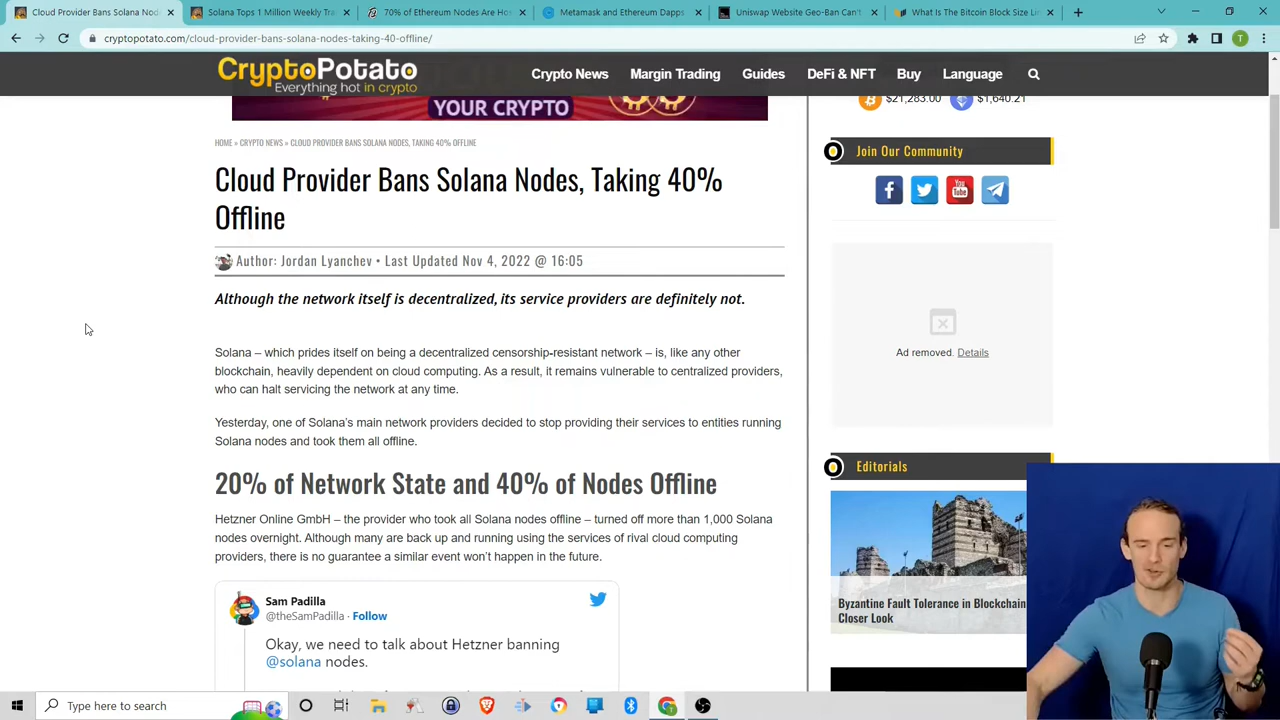 Cloud Provider Bans Solana Nod
Solana Tops 1 Million Weekly Tra
70% of Ethereum Nodes Are Hos
Metamask and Ethereum Dapps
Uniswap Website Geo-Ban Can't
What Is The Bitcoin Block Size Li
cryptopotato.com/cloud-provider-bans-solana-nodes-taking-40-offline/
T
CryptoPotato
Everything hot in crypto
Crypto News
Margin Trading
Guides
DeFi & NFT
Buy
Language
YOUR CRYPTO
$21,283.00
$1,640.21
HOME » CRYPTO NEWS » CLOUD PROVIDER BANS SOLANA NODES, TAKING 40% OFFLINE
Cloud Provider Bans Solana Nodes, Taking 40%
Offline
Author: Jordan Lyanchev • Last Updated Nov 4, 2022 @ 16:05
Although the network itself is decentralized, its service providers are definitely not.
Solana – which prides itself on being a decentralized censorship-resistant network – is, like any other
blockchain, heavily dependent on cloud computing. As a result, it remains vulnerable to centralized providers,
who can halt servicing the network at any time.
Yesterday, one of Solana's main network providers decided to stop providing their services to entities running
Solana nodes and took them all offline.
20% of Network State and 40% of Nodes Offline
Hetzner Online GmbH – the provider who took all Solana nodes offline – turned off more than 1,000 Solana
nodes overnight. Although many are back up and running using the services of rival cloud computing
providers, there is no guarantee a similar event won't happen in the future.
Sam Padilla
@theSamPadilla · Follow
Okay, we need to talk about Hetzner banning
@solana nodes.
Join Our Community
You
Tube
Ad removed. Details
Editorials
Byzantine Fault Tolerance in Blockchain
Closer Look
Type here to search